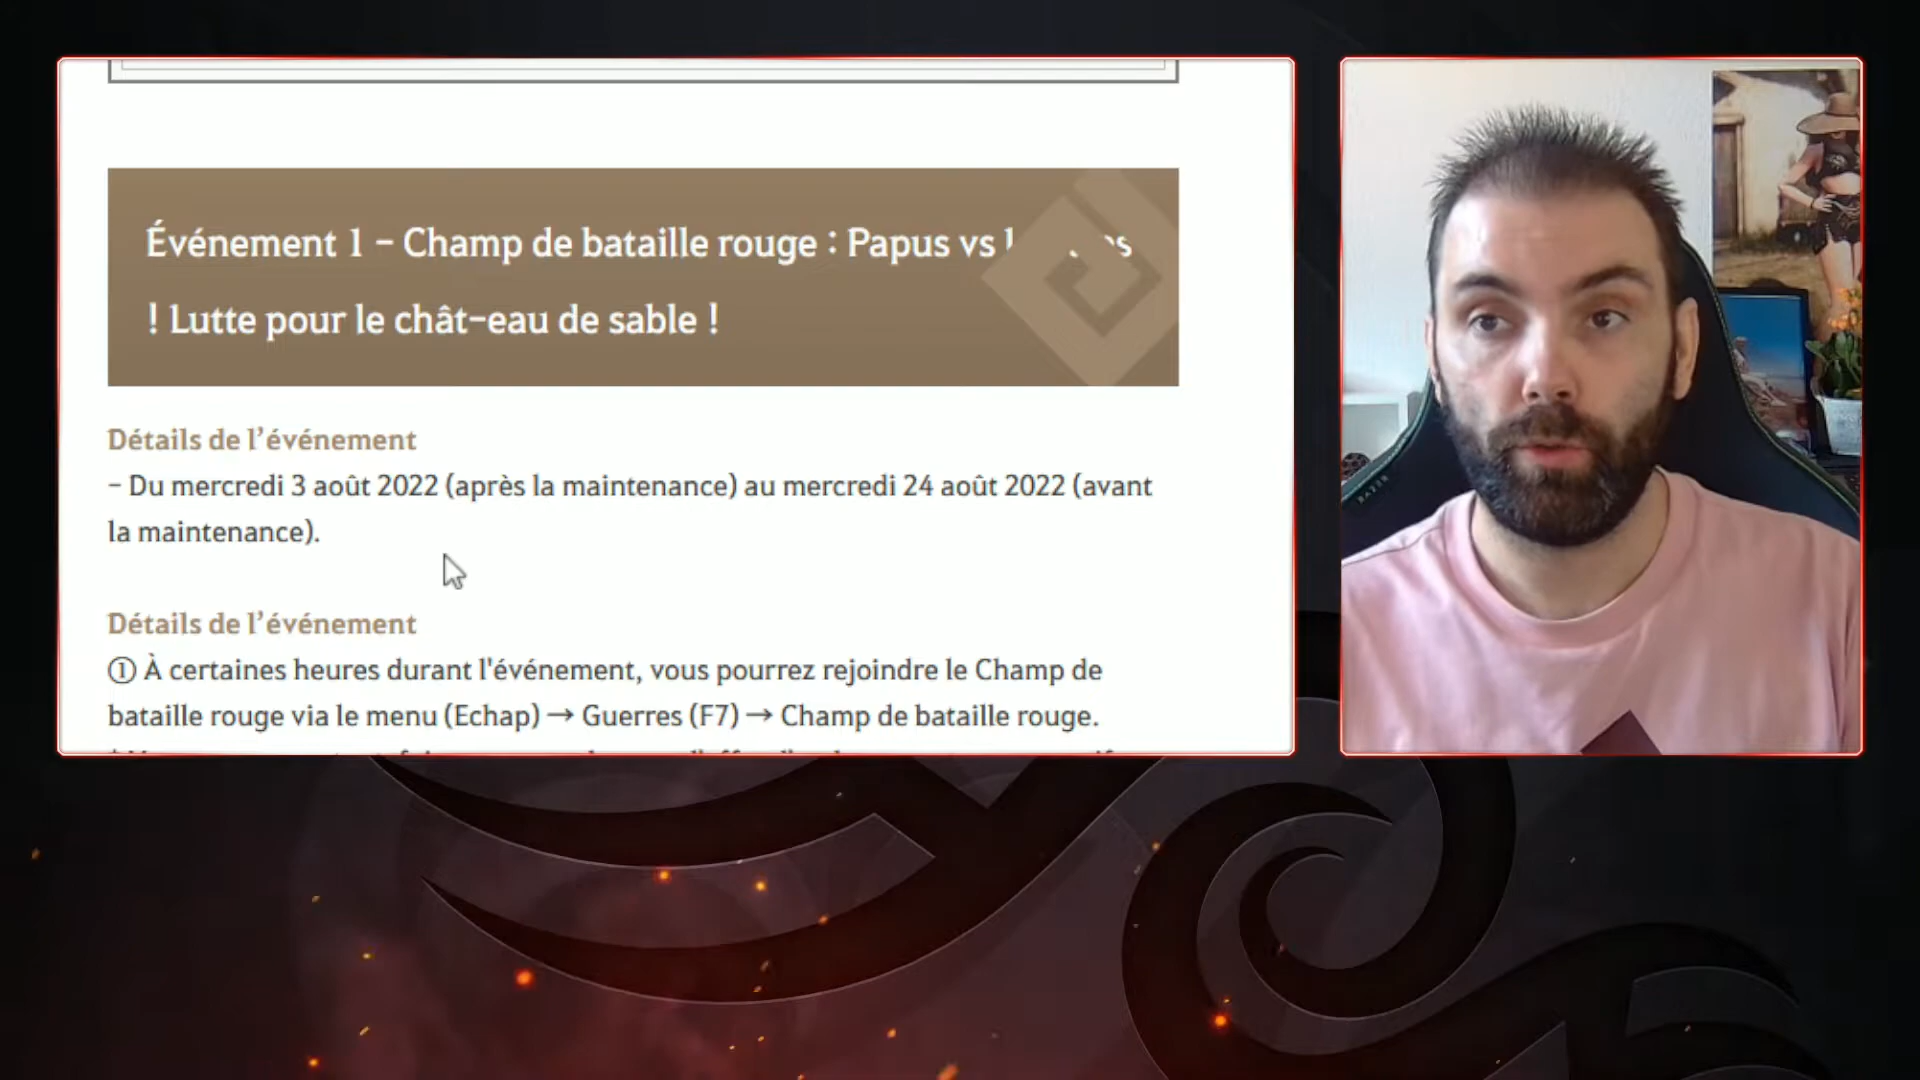 Événement 1 – Champ de bataille rouge : Papus vs
! Lutte pour le chât-eau de sable !
Détails de l'événement
– Du mercredi 3 août 2022 (après la maintenance) au mercredi 24 août 2022 (avant
la maintenance).
Détails de l'événement
① À certaines heures durant l'événement, vous pourrez rejoindre le Champ de
bataille rouge via le menu (Echap) → Guerres (F7) → Champ de bataille rouge.
RAZER